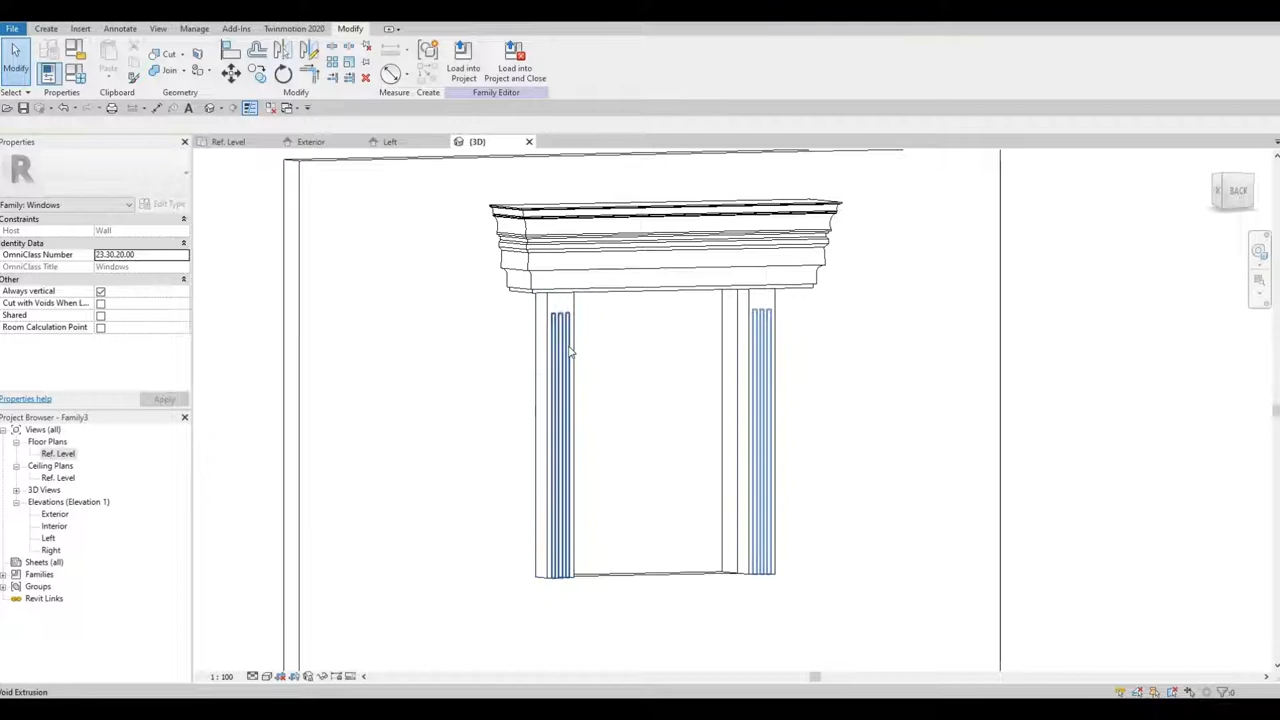 File Create Insert Annotate View Manage Add-Ins Twinmotion 2020 Modify
Modify Paste Cut Join Load into Project Load into Project and Close
Select Properties Clipboard Geometry Modify Measure Create Family Editor
Properties
Ref. Level Exterior Left {3D}
R
BACK
Family: Windows Edit Type
Constraints
Host Wall
Identity Data
OmniClass Number 23.30.20.00
OmniClass Title Windows
Other
Always vertical
Cut with Voids When L...
Shared
Room Calculation Point
Properties help Apply
Project Browser - Family3
Views (all)
Floor Plans
Ref. Level
Ceiling Plans
Ref. Level
3D Views
Elevations (Elevation 1)
Exterior
Interior
Left
Right
Sheets (all)
Families
Groups
Revit Links
1 : 100
Void Extrusion :0